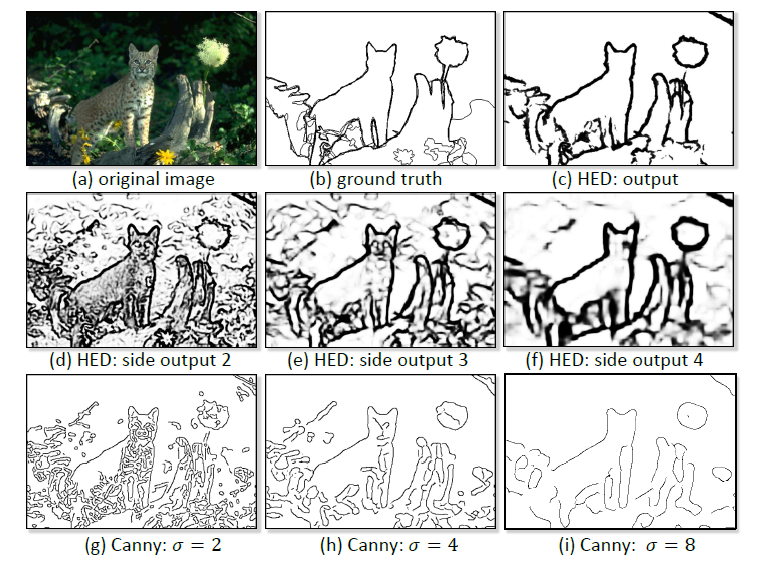 (a) original image
(b) ground truth
(c) HED: output
(d) HED: side output 2
(e) HED: side output 3
(f) HED: side output 4
(g) Canny: σ = 2
(h) Canny: σ = 4
(i) Canny: σ = 8